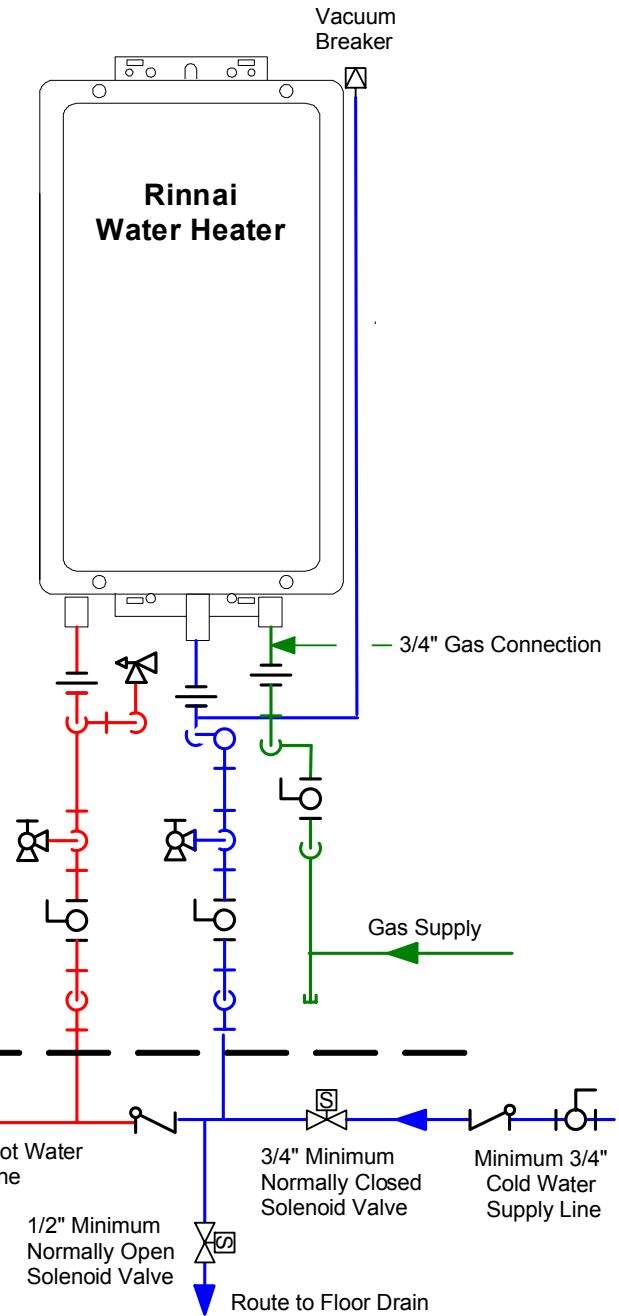 Vacuum
Breaker
Rinnai
Water Heater
3/4" Gas Connection
Gas Supply
S
ot Water
ne
3/4" Minimum
Normally Closed
Solenoid Valve
Minimum 3/4"
Cold Water
Supply Line
1/2" Minimum
Normally Open
Solenoid Valve
S
Route to Floor Drain